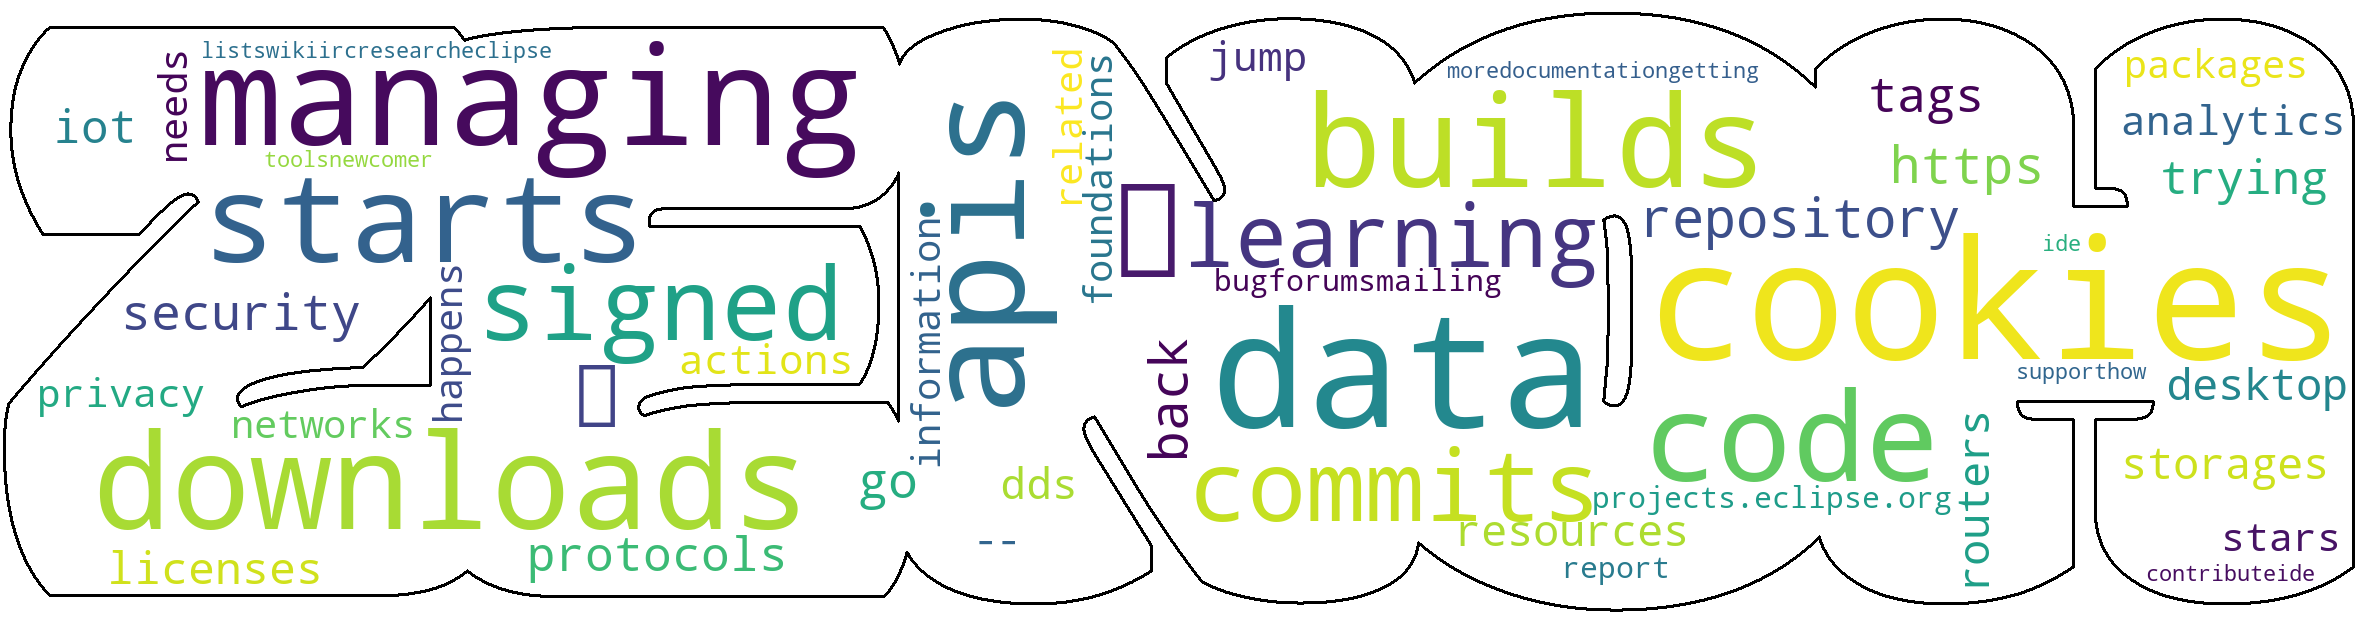 listswikiircresearcheclipse
managing
needs
iot
toolsnewcomer
starts
security
happens
signed
actions
privacy
networks
downloads
licenses
protocols
apis
information
related
foundations
go
dds
--
jump
moredocumentationgetting
builds
learning
bugforumsmailing
data
back
commits
resources
report
projects.eclipse.org
tags
https
repository
cookies
ide
code
supporthow
routers
packages
analytics
trying
desktop
storages
stars
contributeide